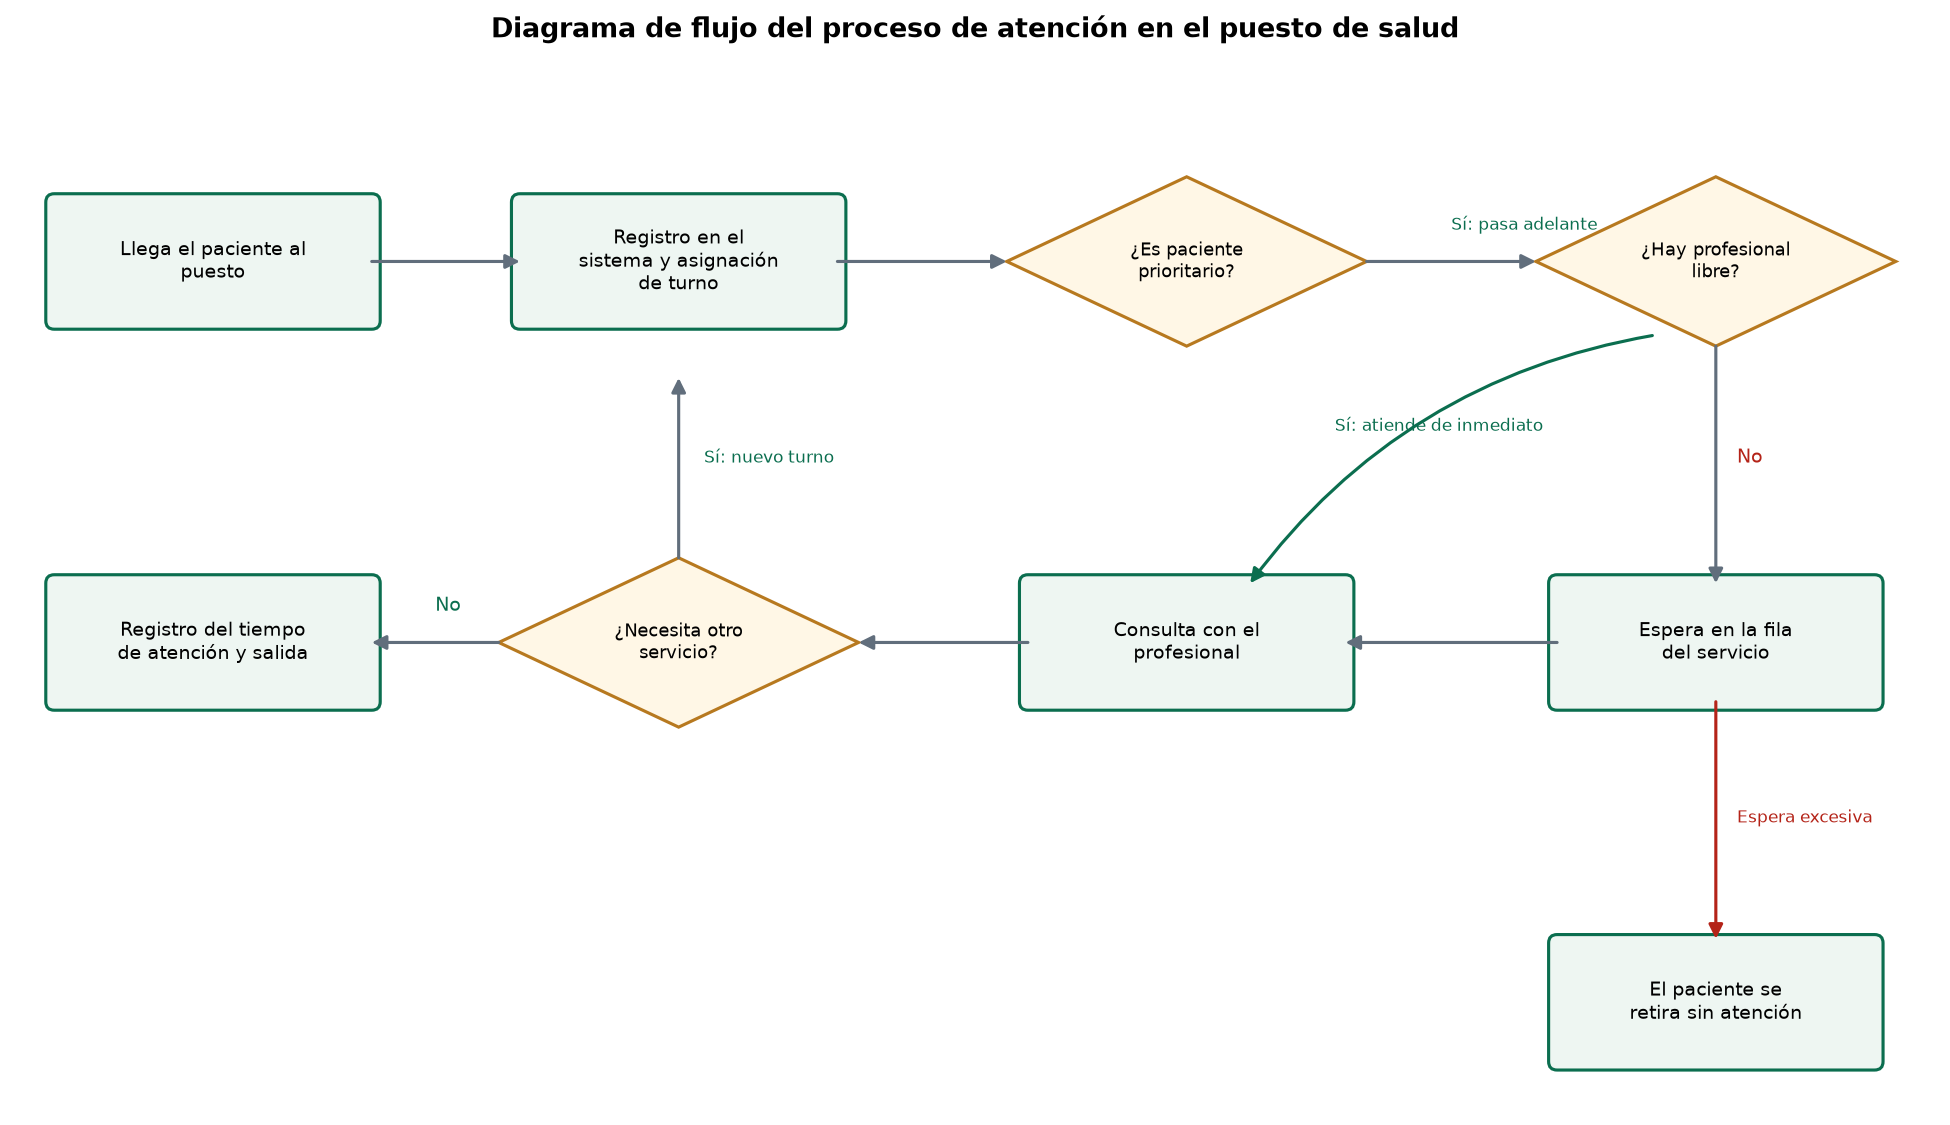 Diagrama de flujo del proceso de atención en el puesto de salud
Llega el paciente al
puesto
Registro en el
sistema y asignación
de turno
¿Es paciente
prioritario?
Sí: pasa adelante
¿Hay profesional
libre?
Sí: atiende de inmediato
No
Sí: nuevo turno
Registro del tiempo
de atención y salida
No
¿Necesita otro
servicio?
Consulta con el
profesional
Espera en la fila
del servicio
Espera excesiva
El paciente se
retira sin atención